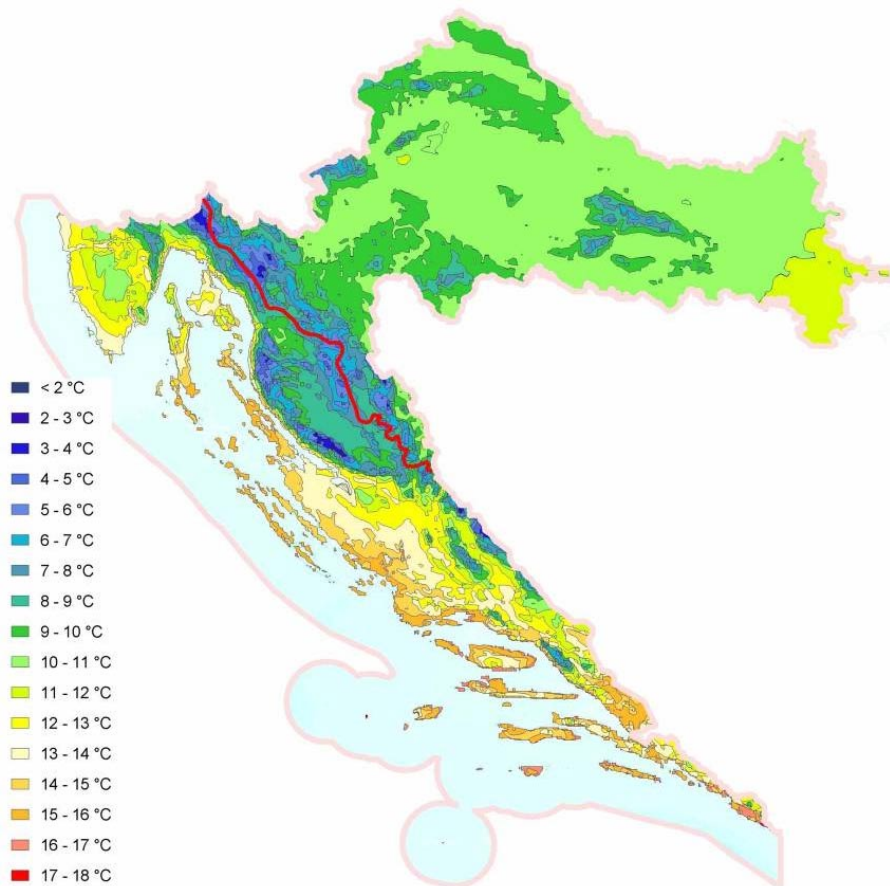 < 2 °C
2 - 3 °C
3 - 4 °C
4 - 5 °C
5 - 6 °C
6 - 7 °C
7 - 8 °C
8 - 9 °C
9 - 10 °C
10 - 11 °C
11 - 12 °C
12 - 13 °C
13 - 14 °C
14 - 15 °C
15 - 16 °C
16 - 17 °C
17 - 18 °C